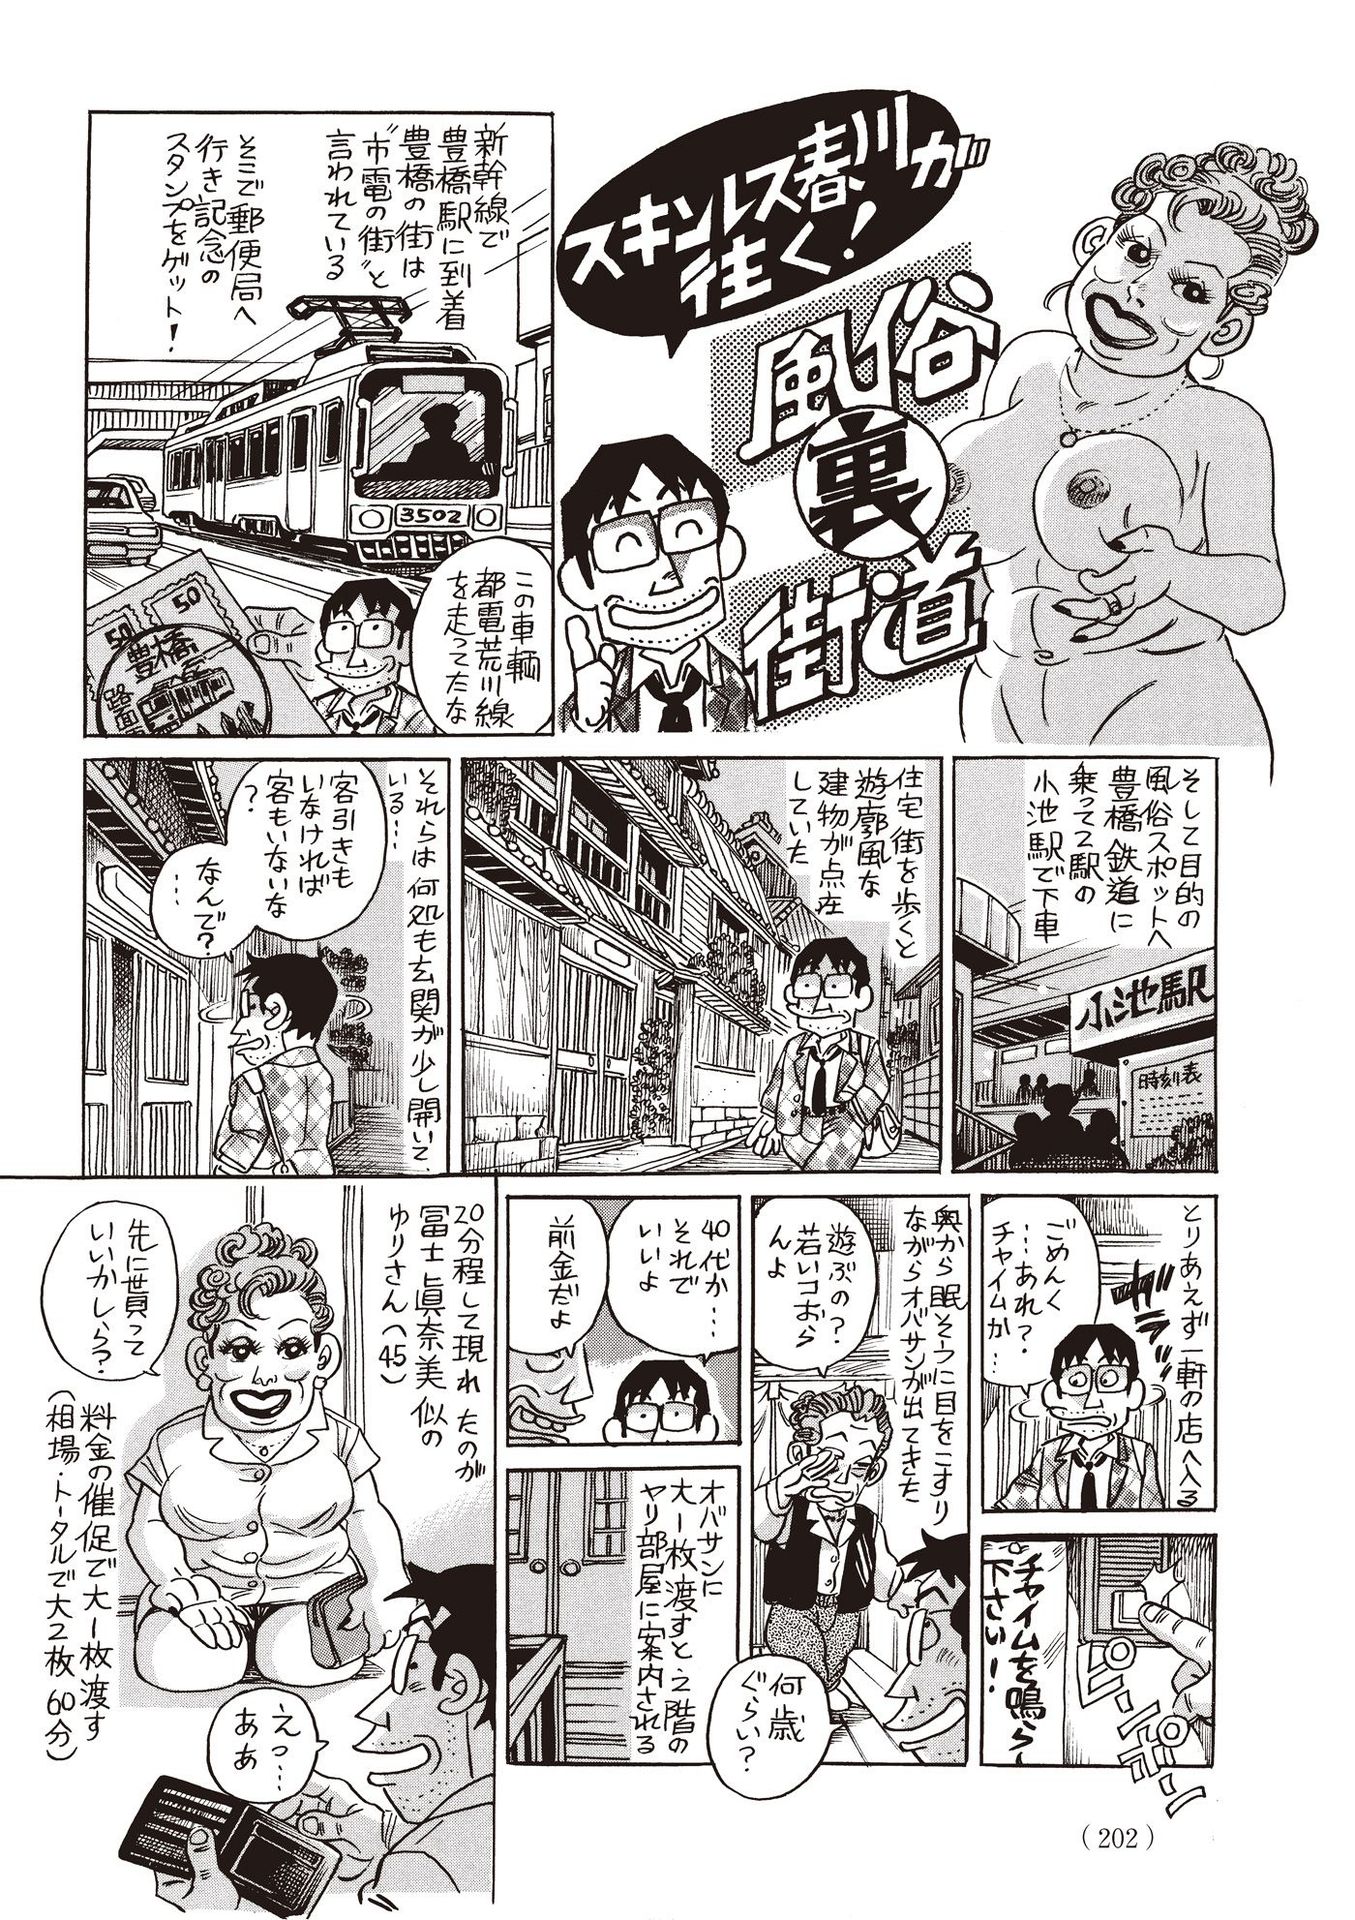 スキンレス春川が
往く!
風俗
裏
街道
新幹線で
豊橋駅に到着
豊橋の街は
“市電の街”と
言われている
そこで郵便局へ
行き記念の
スタンプをゲット!
3502
この車輌
都電荒川線
を走ってたな
50
50
豊橋
路面
そして目的の
風俗スポットへ
豊橋鉄道に
乗って2駅の
小池駅で下車
小池駅
時刻表
住宅街を歩くと
遊廓風な
建物が点在
していた
それらは何処も玄関が少し開いて
いる…
客引きも
いなければ
客もいないな
?
なんで?
…
とりあえず一軒の店へ入る
ガラ
ごめんく
…あれ?
チャイムか…
チャイムを鳴らし
下さい!
ピンポ〜ン
奥から眠そうに目をこすり
ながらオバサンが出てきた
遊ぶの?
若いコおら
んよ
何歳
ぐらい?
40代か…
それで
いいよ
前金だよ
オバサンに
大一枚渡すと2階の
ヤリ部屋に案内される
20分程して現れたのが
冨士眞奈美似の
ゆりさん(45)
先に貰って
いいかしら?
料金の催促で大一枚渡す
(相場・トータルで大2枚60分)
えっ…
ああ
(202)